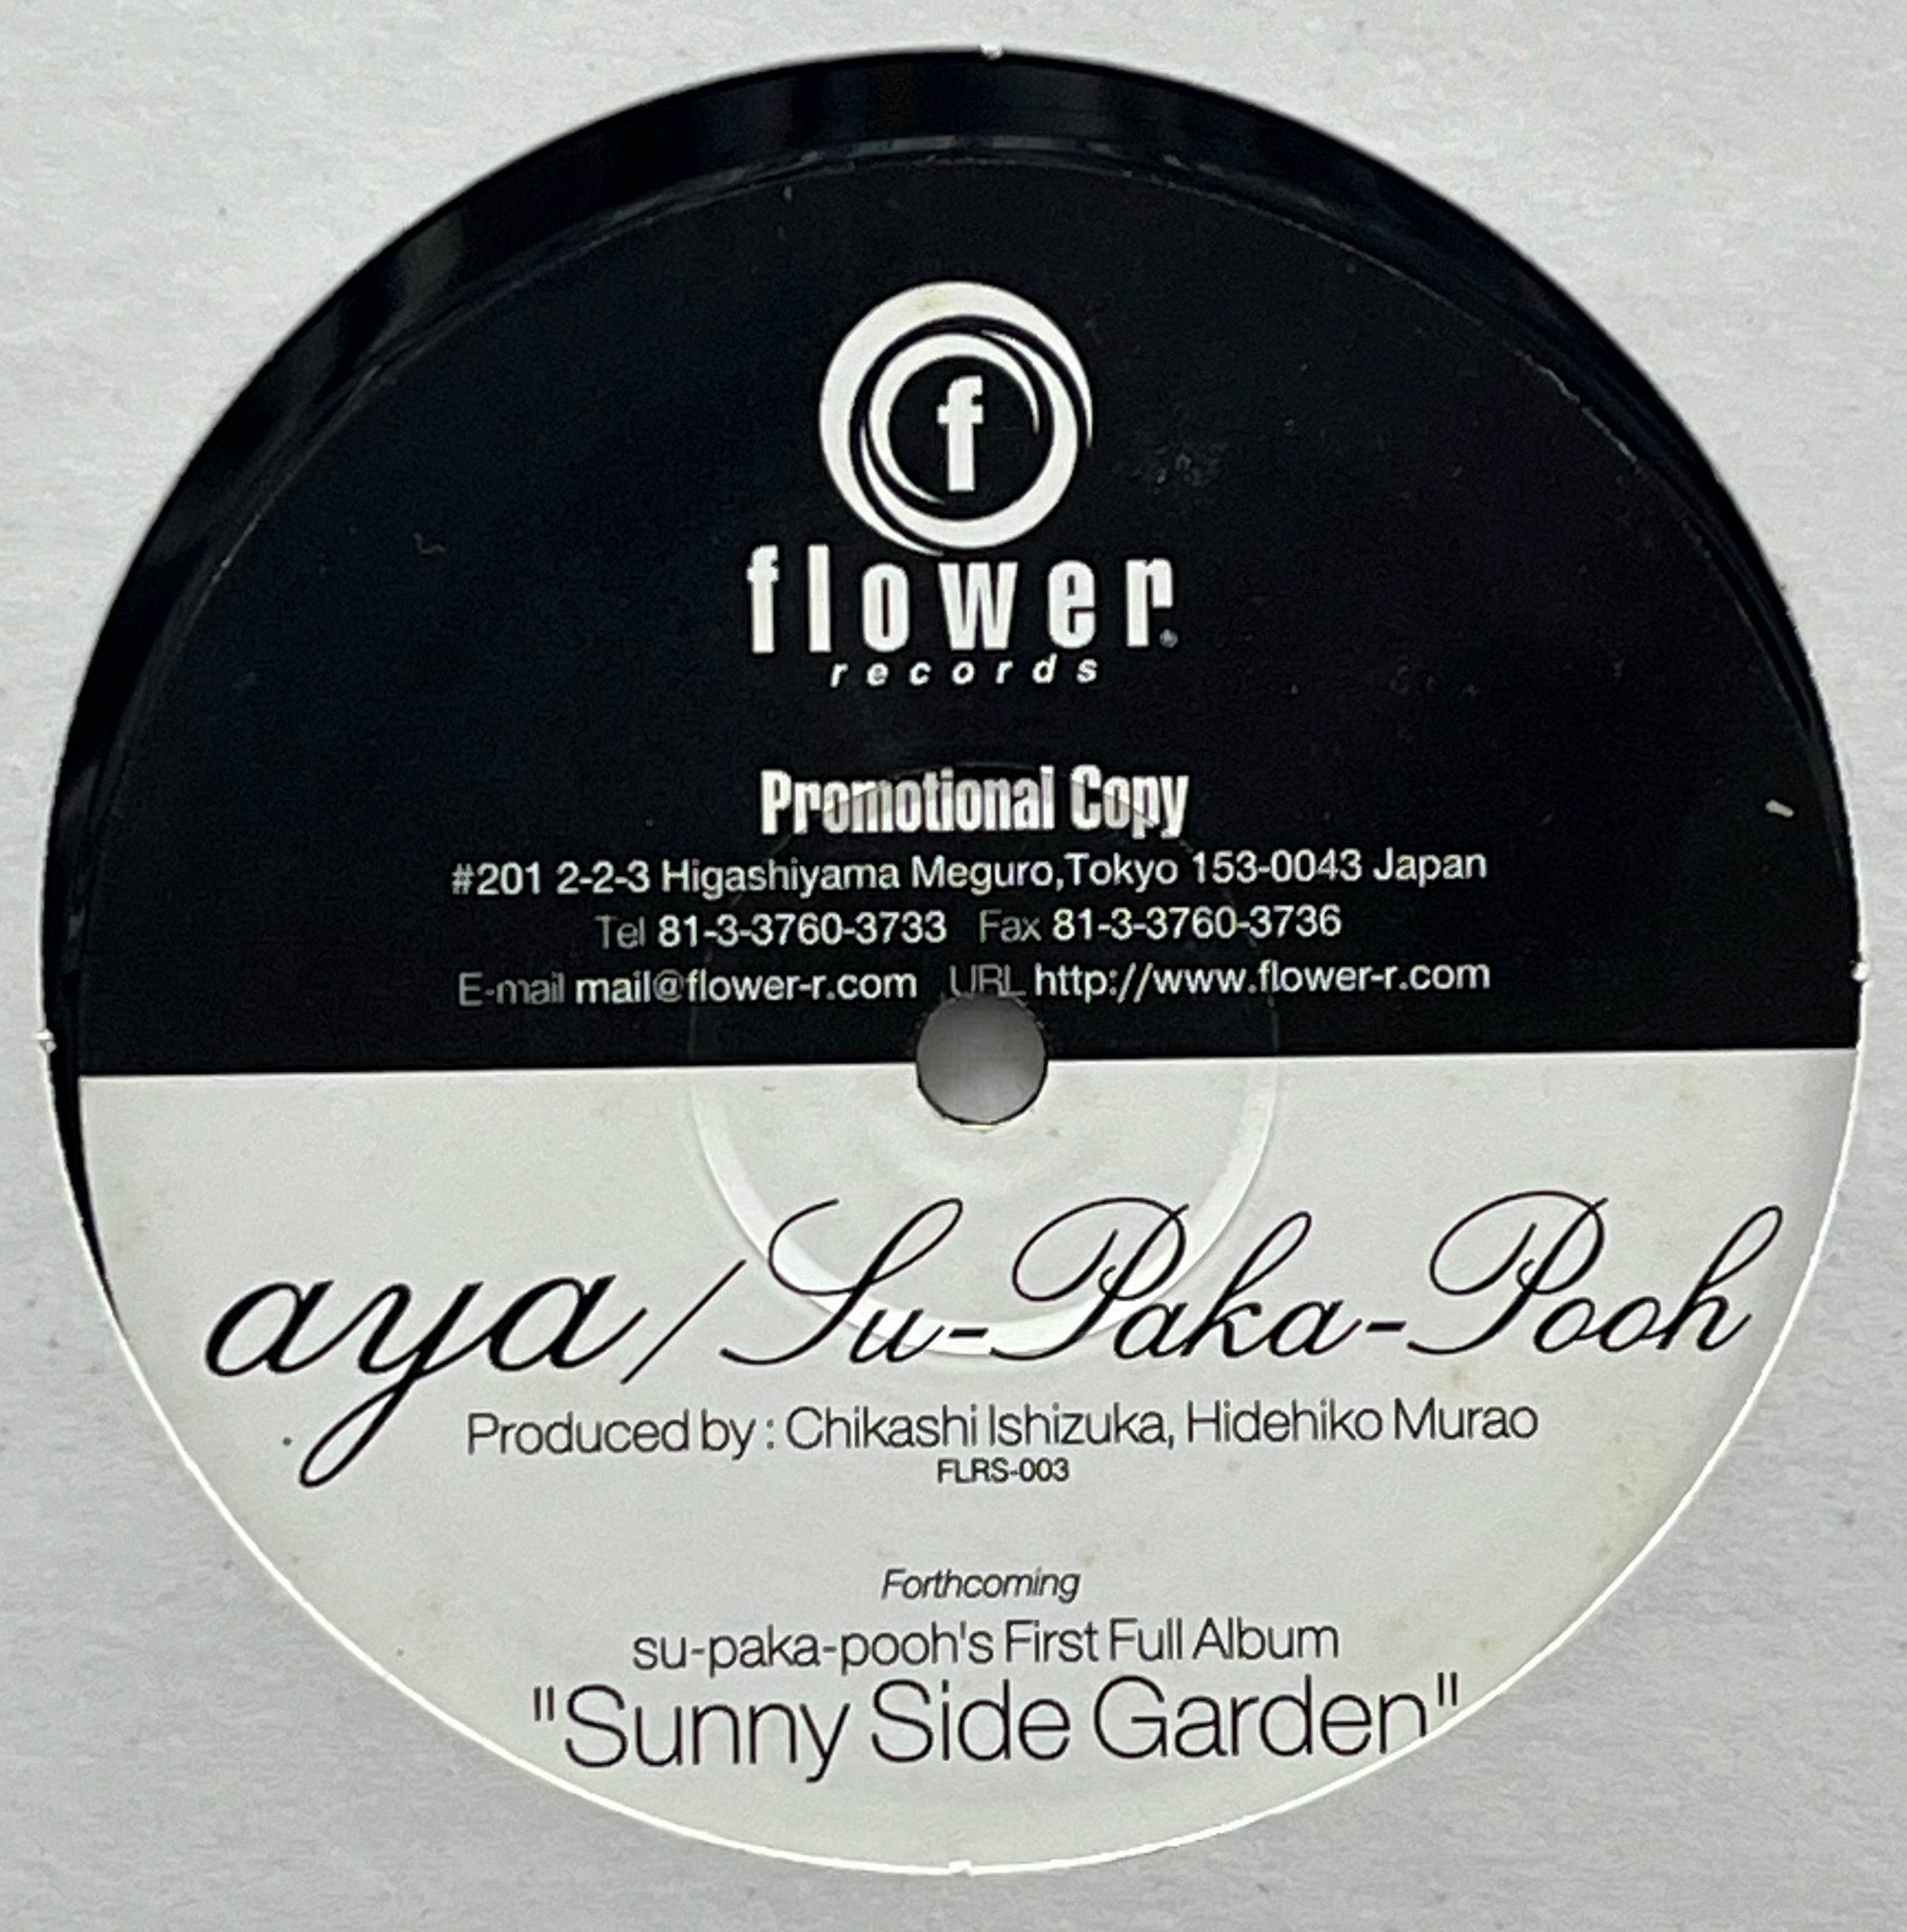 f
flower®
records
Promotional Copy
#201 2-2-3 Higashiyama Meguro,Tokyo 153-0043 Japan
Tel 81-3-3760-3733 Fax 81-3-3760-3736
E-mail mail@flower-r.com URL http://www.flower-r.com
aya/Su-Paka-Pooh
Produced by : Chikashi Ishizuka, Hidehiko Murao
FLRS-003
Forthcoming
su-paka-pooh's First Full Album
"Sunny Side Garden"